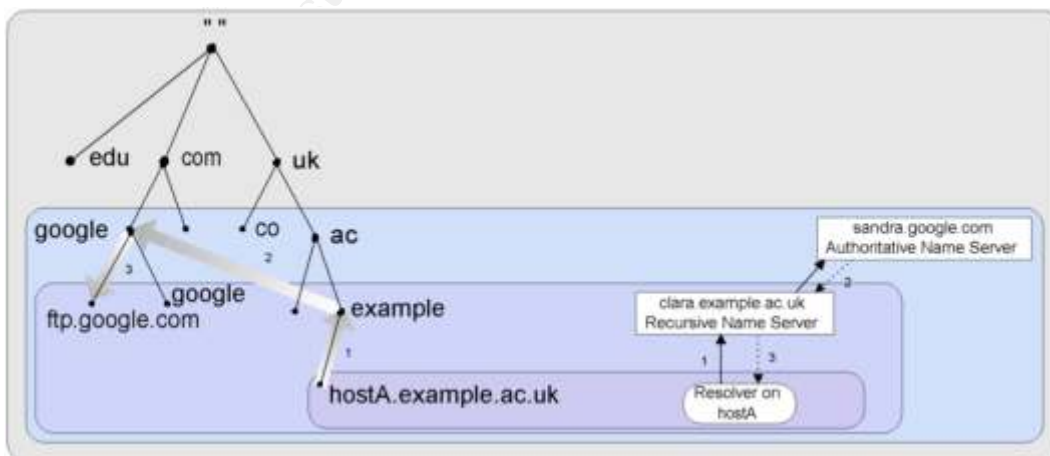 " "
edu
com
uk
google
co
ac
2
3
google
ftp.google.com
example
1
hostA.example.ac.uk
sandra.google.com
Authoritative Name Server
2
clara.example.ac.uk
Recursive Name Server
1
3
Resolver on
hostA